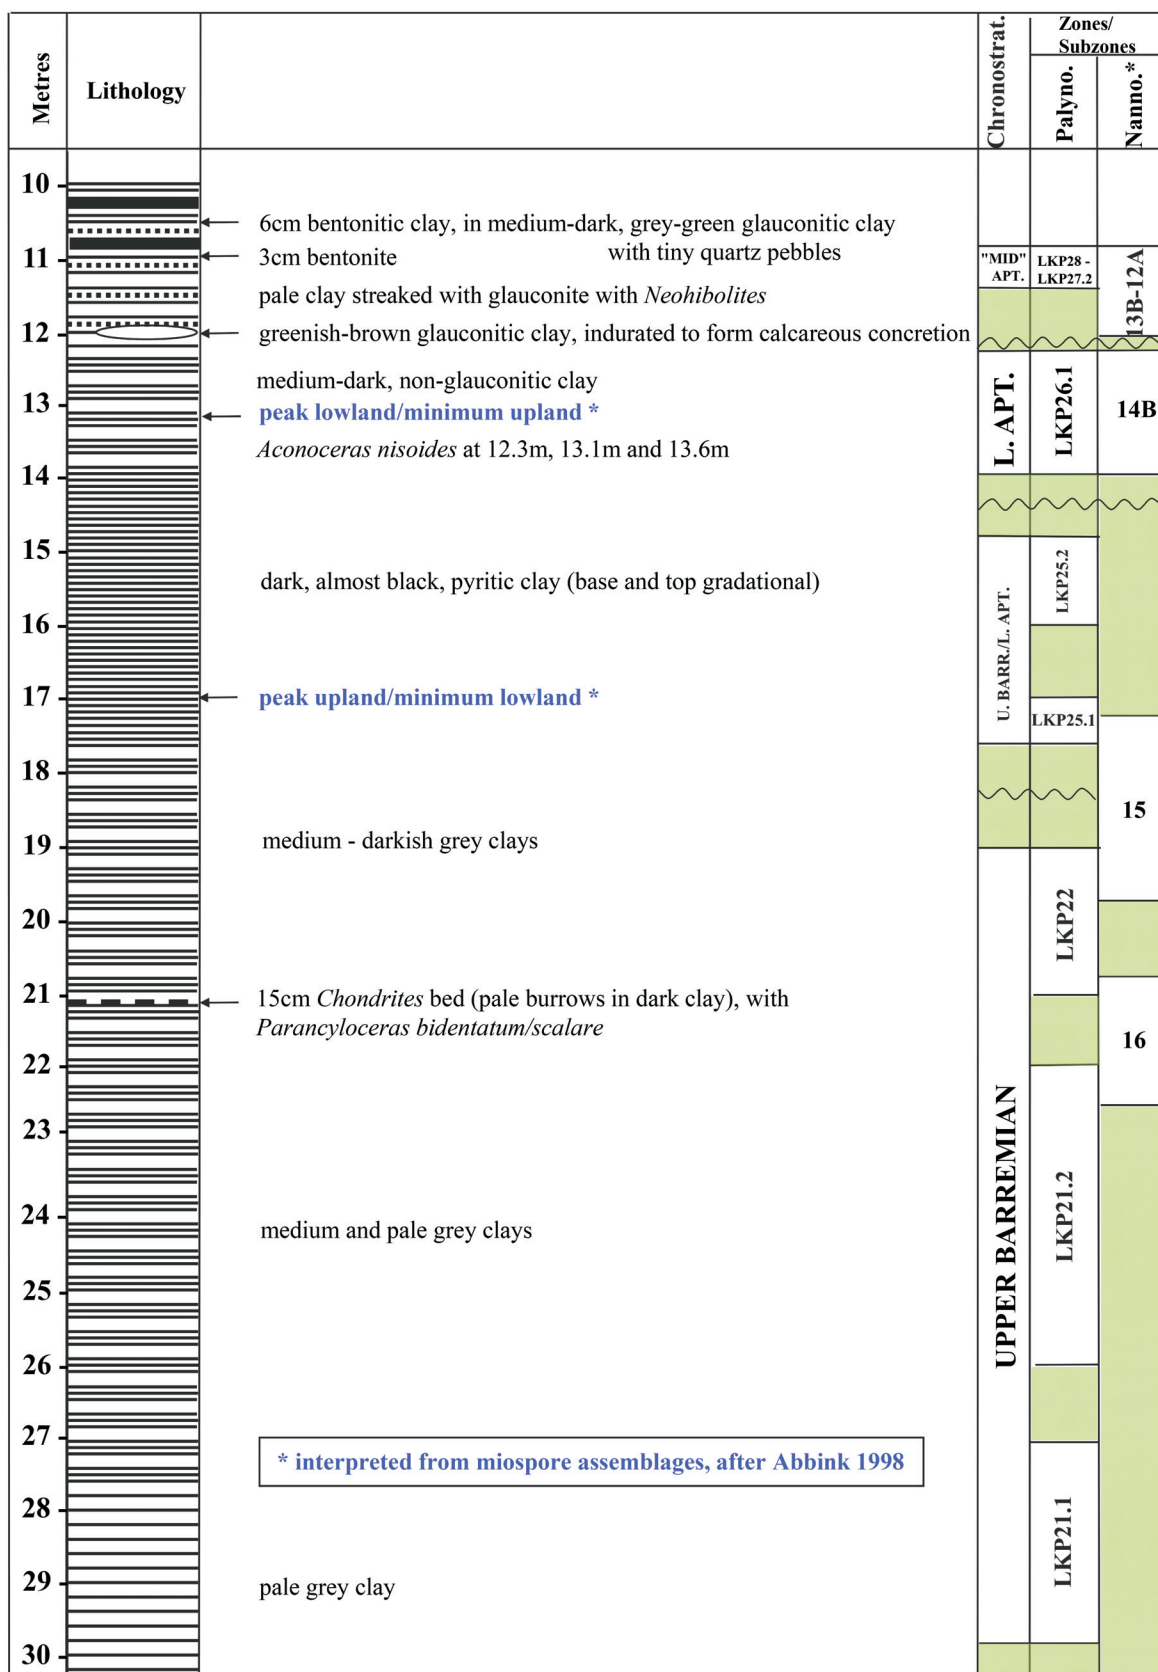 Metres
Lithology
Chronostrat.
Zones/
Subzones
Palyno.
Nanno.*
10
11
12
13
14
15
16
17
18
19
20
21
22
23
24
25
26
27
28
29
30
6cm bentonitic clay, in medium-dark, grey-green glauconitic clay
with tiny quartz pebbles
3cm bentonite
pale clay streaked with glauconite with Neohibolites
greenish-brown glauconitic clay, indurated to form calcareous concretion
medium-dark, non-glauconitic clay
peak lowland/minimum upland *
Aconoceras nisoides at 12.3m, 13.1m and 13.6m
dark, almost black, pyritic clay (base and top gradational)
peak upland/minimum lowland *
medium - darkish grey clays
15cm Chondrites bed (pale burrows in dark clay), with
Parancyloceras bidentatum/scalare
medium and pale grey clays
* interpreted from miospore assemblages, after Abbink 1998
pale grey clay
"MID"
APT.
L. APT.
U. BARR./L. APT.
UPPER BARREMIAN
LKP28 -
LKP27.2
LKP26.1
LKP25.2
LKP25.1
LKP22
LKP21.2
LKP21.1
13B-12A
14B
15
16